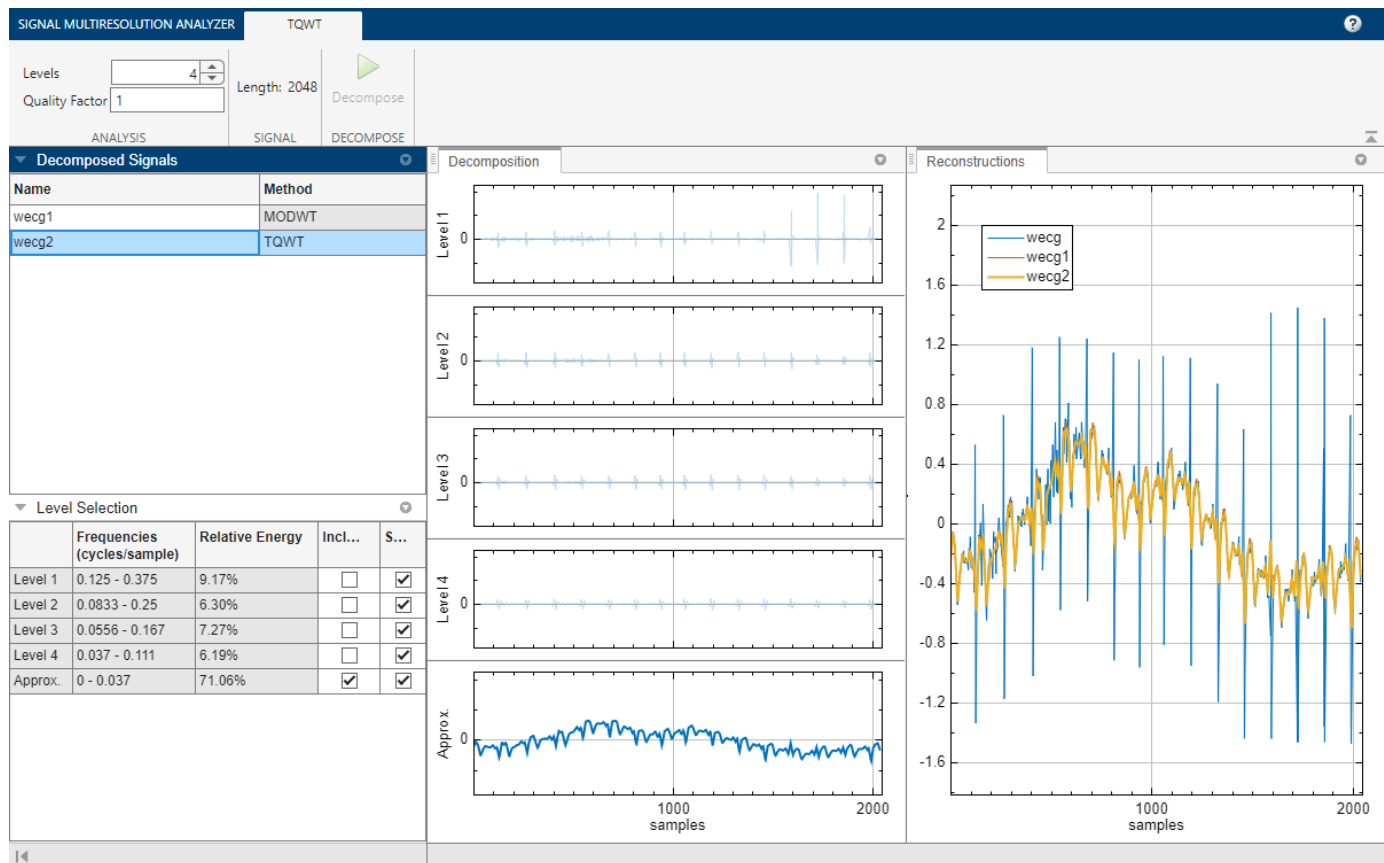 SIGNAL MULTIRESOLUTION ANALYZER TQWT ?
Levels 4
Quality Factor 1
Length: 2048
Decompose
ANALYSIS SIGNAL DECOMPOSE
Decomposed Signals
Name Method
wecg1 MODWT
wecg2 TQWT
Level Selection
Frequencies (cycles/sample) Relative Energy Incl... S...
Level 1 0.125 - 0.375 9.17%
Level 2 0.0833 - 0.25 6.30%
Level 3 0.0556 - 0.167 7.27%
Level 4 0.037 - 0.111 6.19%
Approx. 0 - 0.037 71.06%
Decomposition
Level 1 0
Level 2 0
Level 3 0
Level 4 0
Approx. 0
1000 2000
samples
Reconstructions
wecg
wecg1
wecg2
2
1.6
1.2
0.8
0.4
0
-0.4
-0.8
-1.2
-1.6
1000 2000
samples